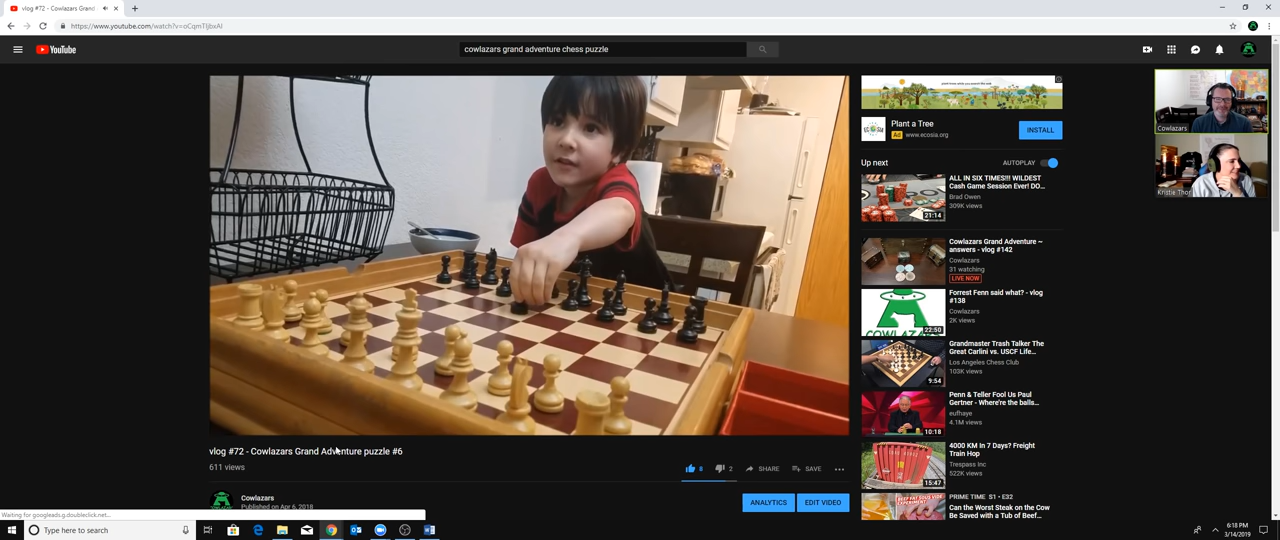 vlog #72 - Cowlazars Grand
https://www.youtube.com/watch?v=oCqmTIjbxAI
YouTube
cowlazars grand adventure chess puzzle
Cowlazars
Kristie Thor
Plant a Tree
Ad www.ecosia.org
INSTALL
Up next
AUTOPLAY
ALL IN SIX TIMES!!! WILDEST
Cash Game Session Ever! DO...
Brad Owen
309K views
21:14
Cowlazars Grand Adventure ~
answers - vlog #142
Cowlazars
31 watching
LIVE NOW
Forrest Fenn said what? - vlog
#138
Cowlazars
2K views
22:50
COWLAZARS
Grandmaster Trash Talker The
Great Carlini vs. USCF Life...
Los Angeles Chess Club
103K views
9:54
Penn & Teller Fool Us Paul
Gertner - Where're the balls...
eufhaye
4.1M views
10:18
4000 KM In 7 Days? Freight
Train Hop
Trespass Inc
522K views
15:47
PRIME TIME S1 • E32
Can the Worst Steak on the Cow
Be Saved with a Tub of Beef...
vlog #72 - Cowlazars Grand Adventure puzzle #6
611 views
8
2
SHARE
SAVE
Cowlazars
Published on Apr 6, 2018
ANALYTICS
EDIT VIDEO
Waiting for googleads.g.doubleclick.net...
Type here to search
6:18 PM
3/14/2019